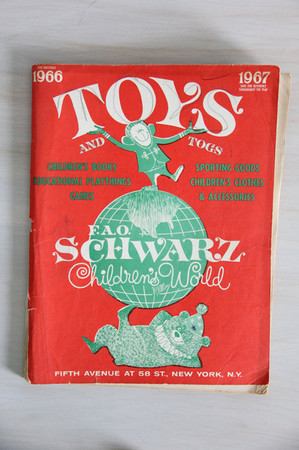 1966
1967
TOYS
AND
TOGS
CHILDREN'S BOOKS
EDUCATIONAL PLAYTHINGS
GAMES
SPORTING GOODS
CHILDREN'S CLOTHES
& ACCESSORIES
F.A.O.
SCHWARZ
Children's World
FIFTH AVENUE AT 58 ST., NEW YORK, N.Y.